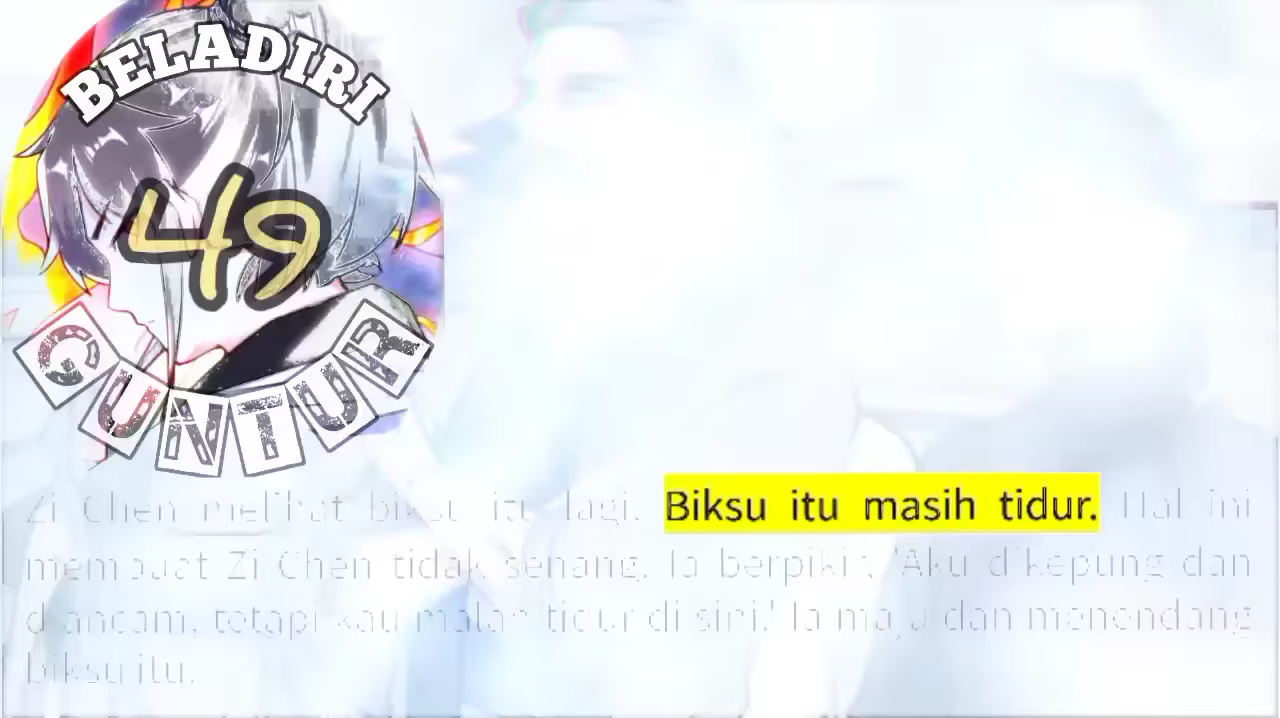 BELADIRI
49
GUNTUR
Zi Chen melihat biksu itu lagi. Biksu itu masih tidur. Hal ini
membuat Zi Chen tidak senang. Ia berpikir, 'Aku dikepung dan
diancam, tetapi kau malah tidur di sini.' Ia maju dan menendang
biksu itu.